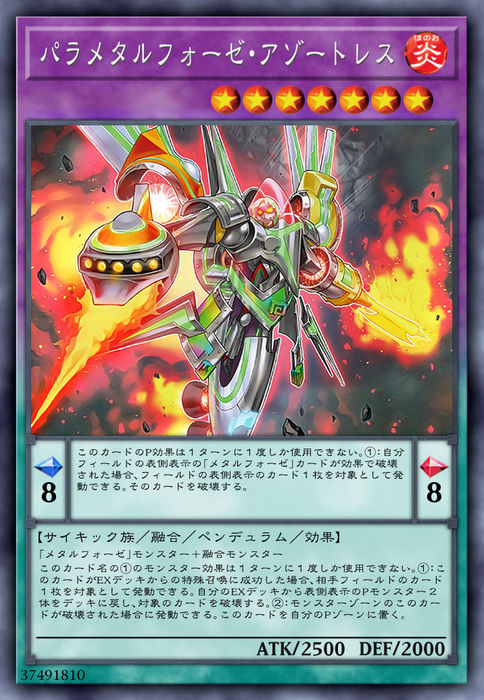 パラメタルフォーゼ・アゾートレス
ほのお
炎
このカードのP効果は１ターンに１度しか使用できない。①：自分
フィールドの表側表示の「メタルフォーゼ」カードが効果で破壊
された場合、フィールドの表側表示のカード１枚を対象として発
動できる。そのカードを破壊する。
8
8
【サイキック族／融合／ペンデュラム／効果】
「メタルフォーゼ」モンスター＋融合モンスター
このカード名の①のモンスター効果は１ターンに１度しか使用できない。①：こ
のカードがEXデッキからの特殊召喚に成功した場合、相手フィールドのカード
１枚を対象として発動できる。自分のEXデッキから表側表示のPモンスター２
体をデッキに戻し、対象のカードを破壊する。②：モンスターゾーンのこのカー
ドが破壊された場合に発動できる。このカードを自分のPゾーンに置く。
ATK/2500 DEF/2000
37491810